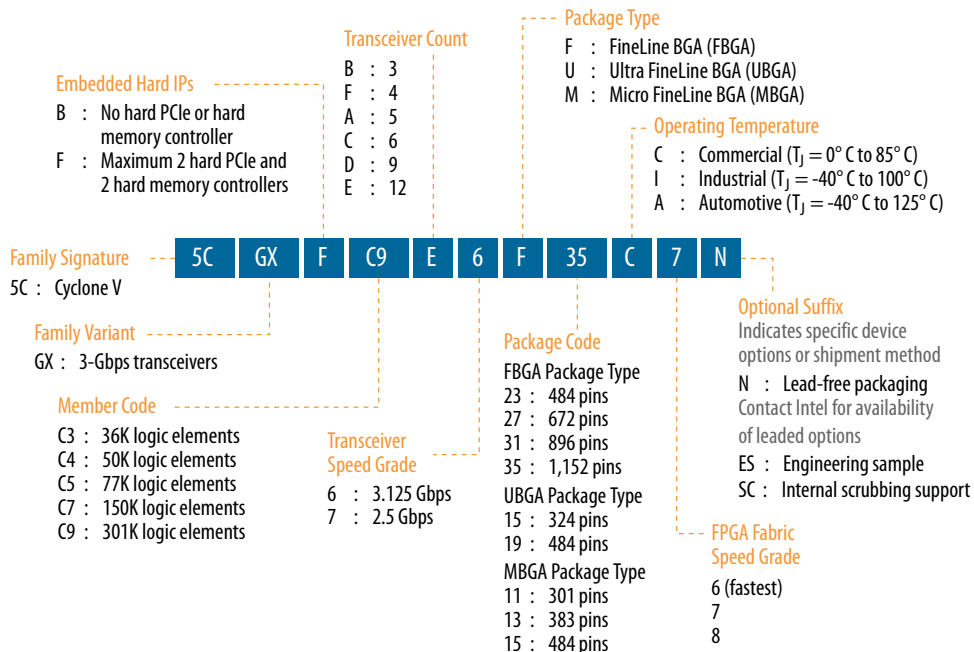 Package Type
F : FineLine BGA (FBGA)
U : Ultra FineLine BGA (UBGA)
M : Micro FineLine BGA (MBGA)
Transceiver Count
B : 3
F : 4
A : 5
C : 6
D : 9
E : 12
Embedded Hard IPs
B : No hard PCIe or hard
memory controller
F : Maximum 2 hard PCIe and
2 hard memory controllers
Operating Temperature
C : Commercial (TJ = 0° C to 85° C)
I : Industrial (TJ = -40° C to 100° C)
A : Automotive (TJ = -40° C to 125° C)
Family Signature
5C : Cyclone V
5C GX F C9 E 6 F 35 C 7 N
Family Variant
GX : 3-Gbps transceivers
Member Code
C3 : 36K logic elements
C4 : 50K logic elements
C5 : 77K logic elements
C7 : 150K logic elements
C9 : 301K logic elements
Transceiver
Speed Grade
6 : 3.125 Gbps
7 : 2.5 Gbps
Package Code
FBGA Package Type
23 : 484 pins
27 : 672 pins
31 : 896 pins
35 : 1,152 pins
UBGA Package Type
15 : 324 pins
19 : 484 pins
MBGA Package Type
11 : 301 pins
13 : 383 pins
15 : 484 pins
Optional Suffix
Indicates specific device
options or shipment method
N : Lead-free packaging
Contact Intel for availability
of leaded options
ES : Engineering sample
SC : Internal scrubbing support
FPGA Fabric
Speed Grade
6 (fastest)
7
8